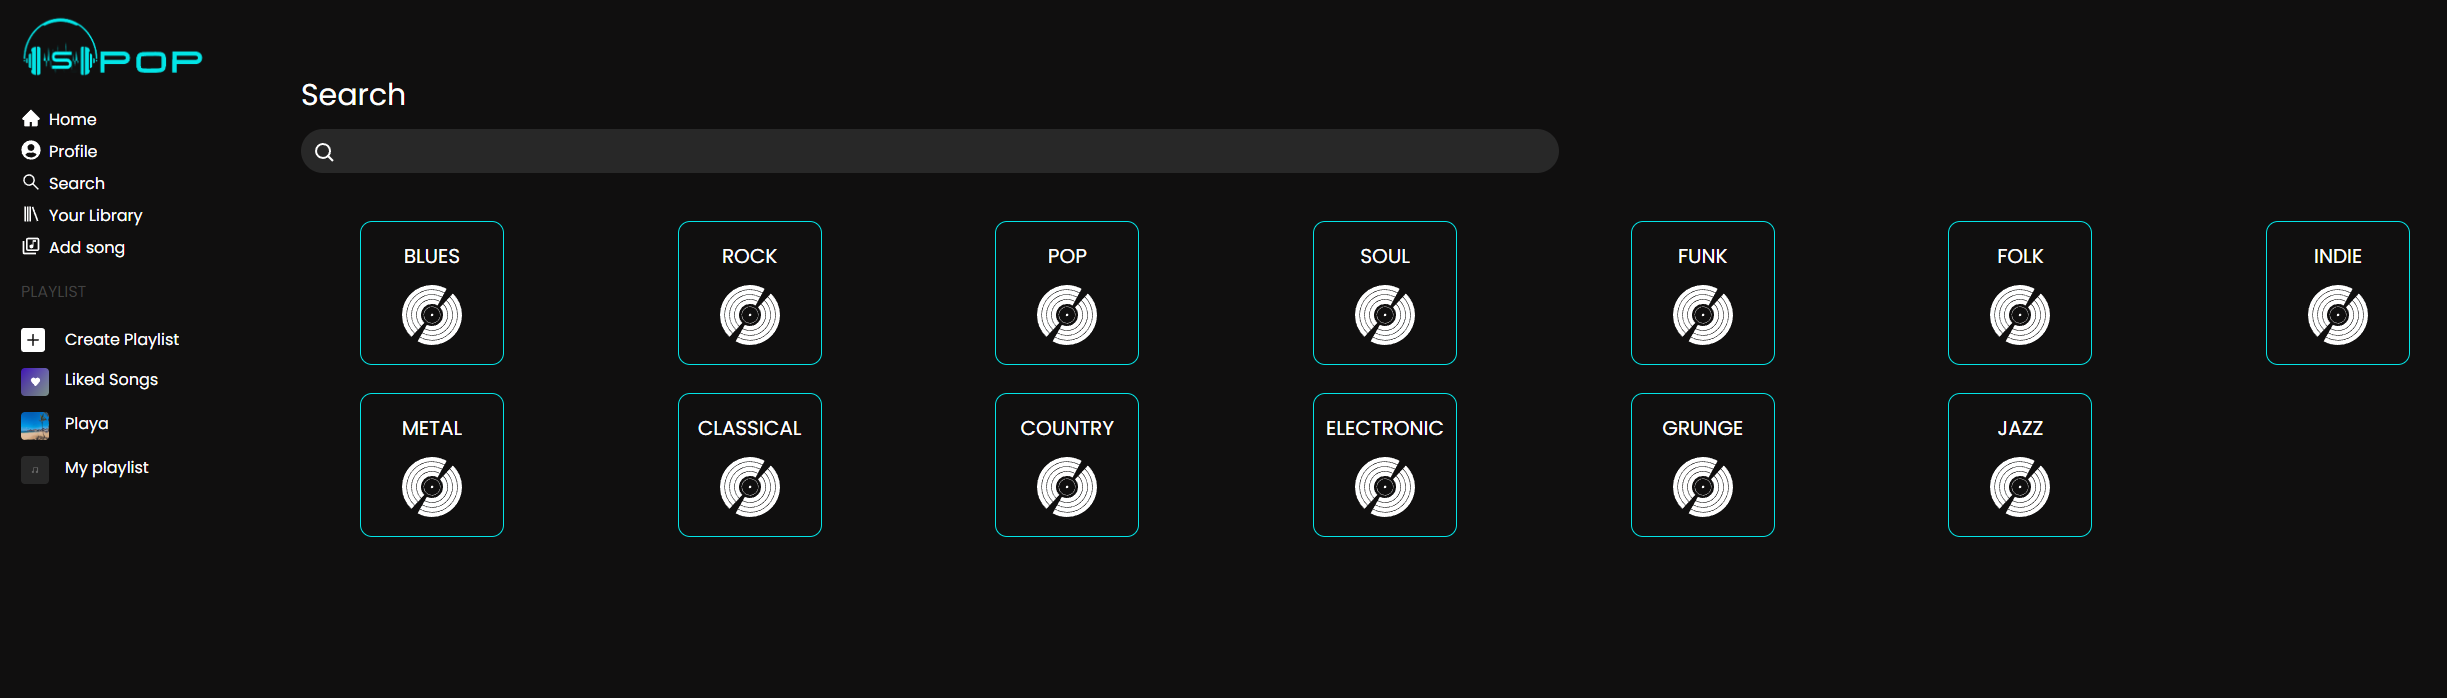 S POP
Home
Profile
Search
Your Library
Add song
PLAYLIST
Create Playlist
Liked Songs
Playa
My playlist
Search
BLUES
ROCK
POP
SOUL
FUNK
FOLK
INDIE
METAL
CLASSICAL
COUNTRY
ELECTRONIC
GRUNGE
JAZZ